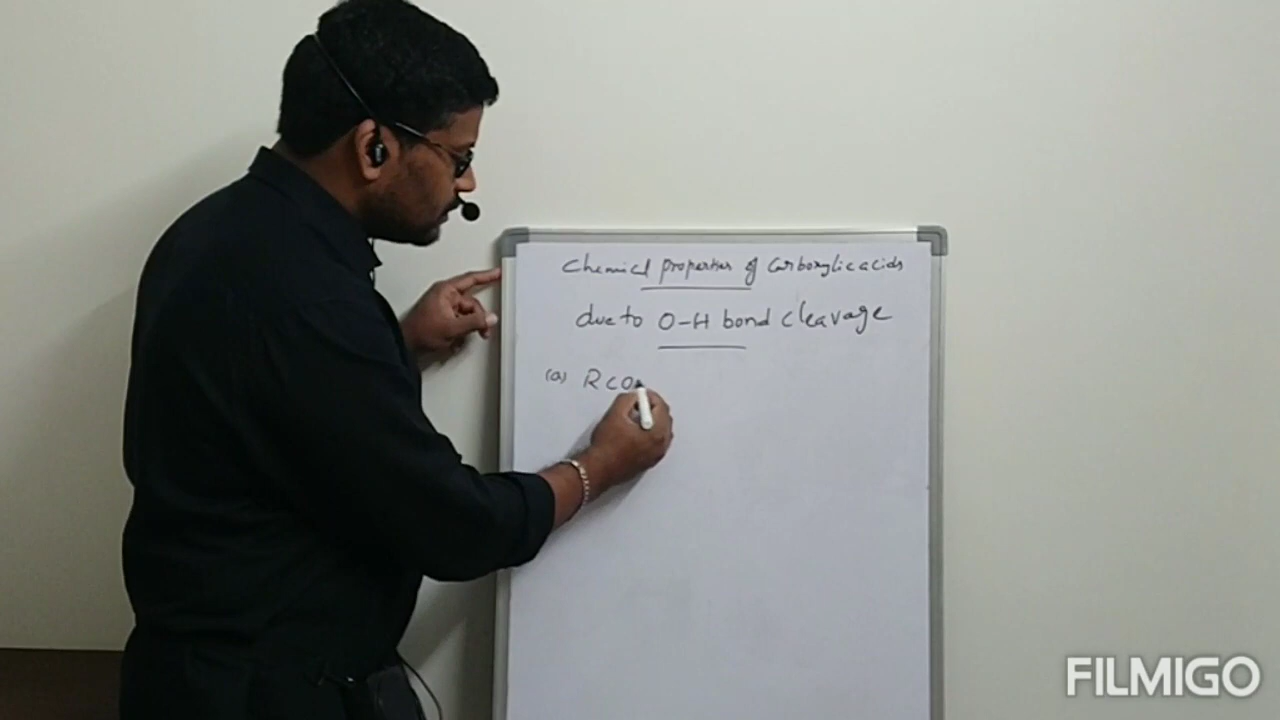 Chemical properties of Carboxylic acids
due to O-H bond cleavage
(a) RCO
FILMIGO